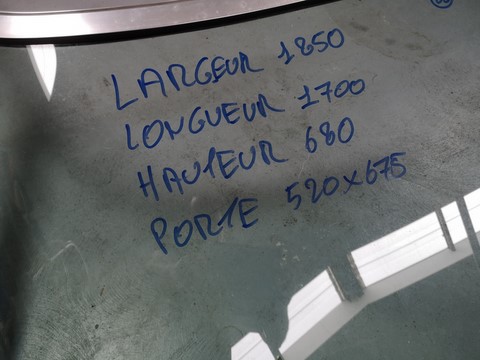 LARGEUR 1850
LONGUEUR 1700
HAUTEUR 680
PORTE 520x675